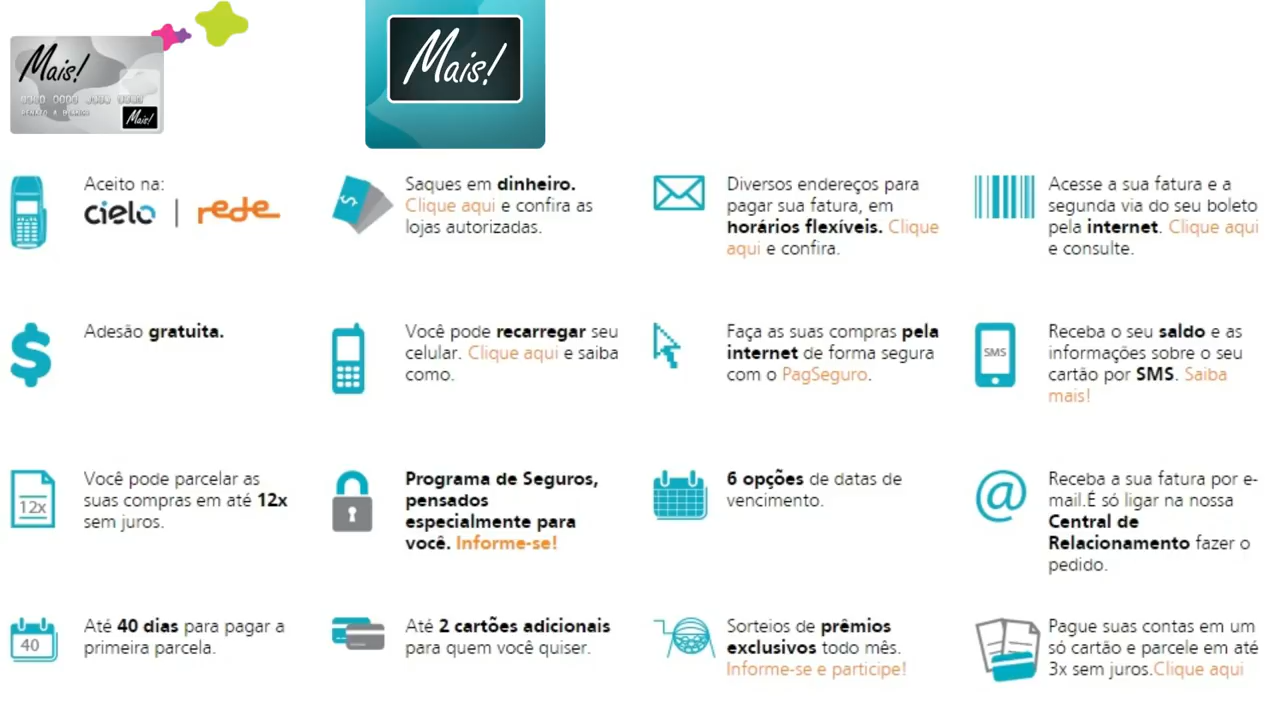 Mais!
Mais!
Mais!
Aceito na:
cielo | rede
Saques em dinheiro.
Clique aqui e confira as
lojas autorizadas.
Diversos endereços para
pagar sua fatura, em
horários flexíveis. Clique
aqui e confira.
Acesse a sua fatura e a
segunda via do seu boleto
pela internet. Clique aqui
e consulte.
Adesão gratuita.
Você pode recarregar seu
celular. Clique aqui e saiba
como.
Faça as suas compras pela
internet de forma segura
com o PagSeguro.
SMS
Receba o seu saldo e as
informações sobre o seu
cartão por SMS. Saiba
mais!
12x
Você pode parcelar as
suas compras em até 12x
sem juros.
Programa de Seguros,
pensados
especialmente para
você. Informe-se!
6 opções de datas de
vencimento.
@
Receba a sua fatura por e-
mail.É só ligar na nossa
Central de
Relacionamento fazer o
pedido.
40
Até 40 dias para pagar a
primeira parcela.
Até 2 cartões adicionais
para quem você quiser.
Sorteios de prêmios
exclusivos todo mês.
Informe-se e participe!
Pague suas contas em um
só cartão e parcele em até
3x sem juros.Clique aqui